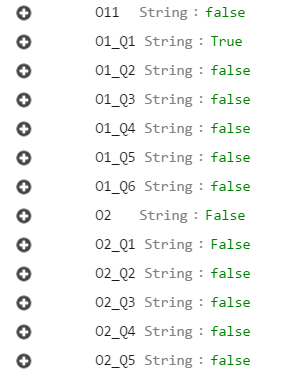 O11 String : false
O1_Q1 String : True
O1_Q2 String : false
O1_Q3 String : false
O1_Q4 String : false
O1_Q5 String : false
O1_Q6 String : false
O2 String : False
O2_Q1 String : False
O2_Q2 String : false
O2_Q3 String : false
O2_Q4 String : false
O2_Q5 String : false